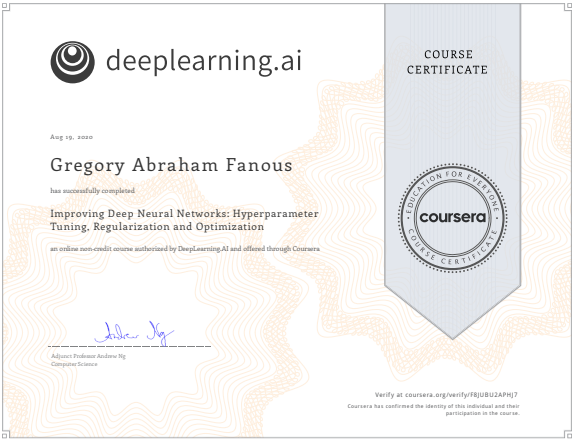 deeplearning.ai
COURSE
CERTIFICATE
Aug 19, 2020
Gregory Abraham Fanous
has successfully completed
Improving Deep Neural Networks: Hyperparameter
Tuning, Regularization and Optimization
an online non-credit course authorized by DeepLearning.AI and offered through Coursera
EDUCATION FOR EVERYONE
coursera
COURSE CERTIFICATE
Andrew Ng
Adjunct Professor Andrew Ng
Computer Science
Verify at coursera.org/verify/F8JUBU2APHJ7
Coursera has confirmed the identity of this individual and their
participation in the course.